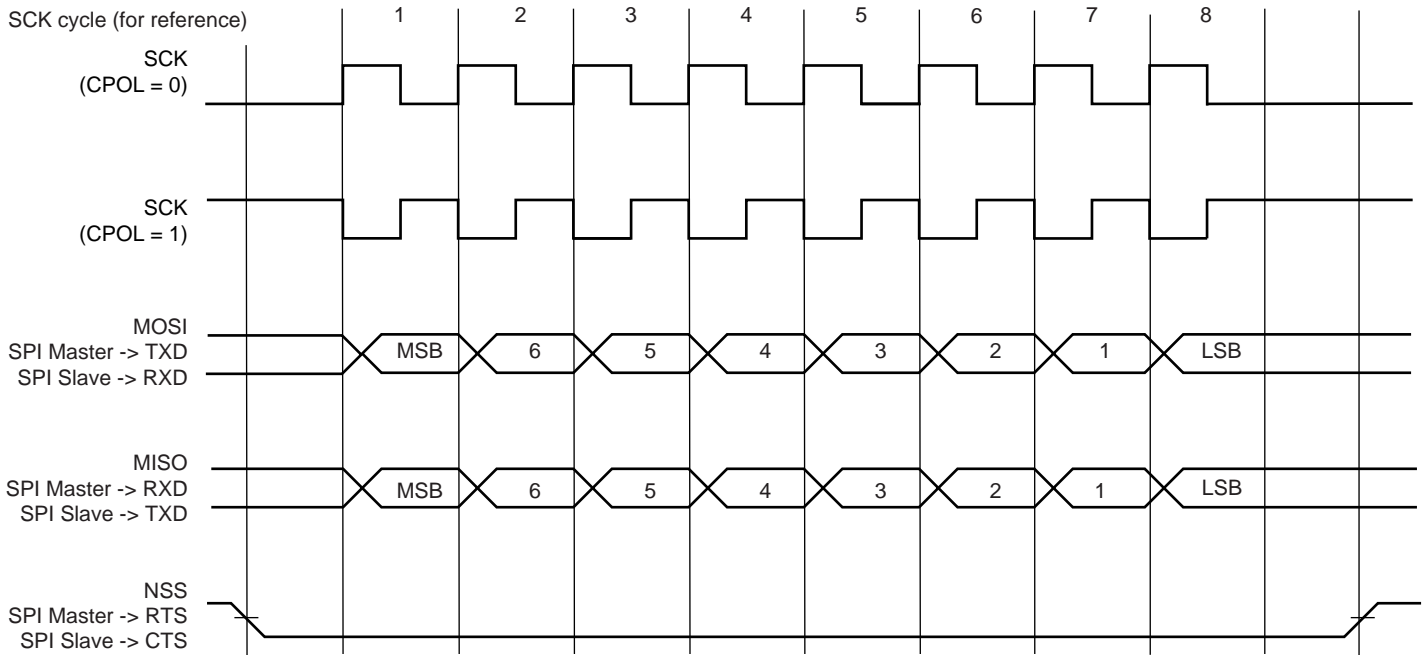 SCK cycle (for reference)
1 2 3 4 5 6 7 8
SCK
(CPOL = 0)
SCK
(CPOL = 1)
MOSI
SPI Master -> TXD
SPI Slave -> RXD
MSB 6 5 4 3 2 1 LSB
MISO
SPI Master -> RXD
SPI Slave -> TXD
MSB 6 5 4 3 2 1 LSB
NSS
SPI Master -> RTS
SPI Slave -> CTS